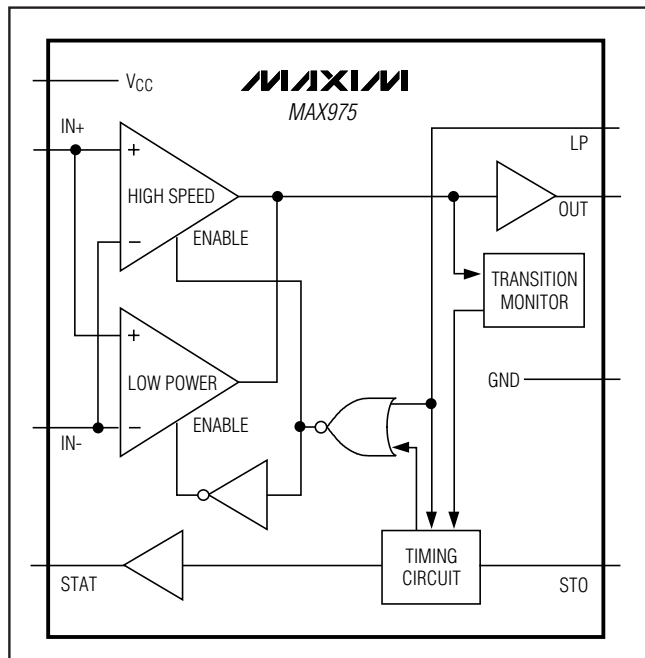 VCC
MAXIM
MAX975
IN+
LP
+
HIGH SPEED
OUT
−
ENABLE
TRANSITION
MONITOR
+
LOW POWER
GND
−
ENABLE
IN-
TIMING
CIRCUIT
STAT
STO